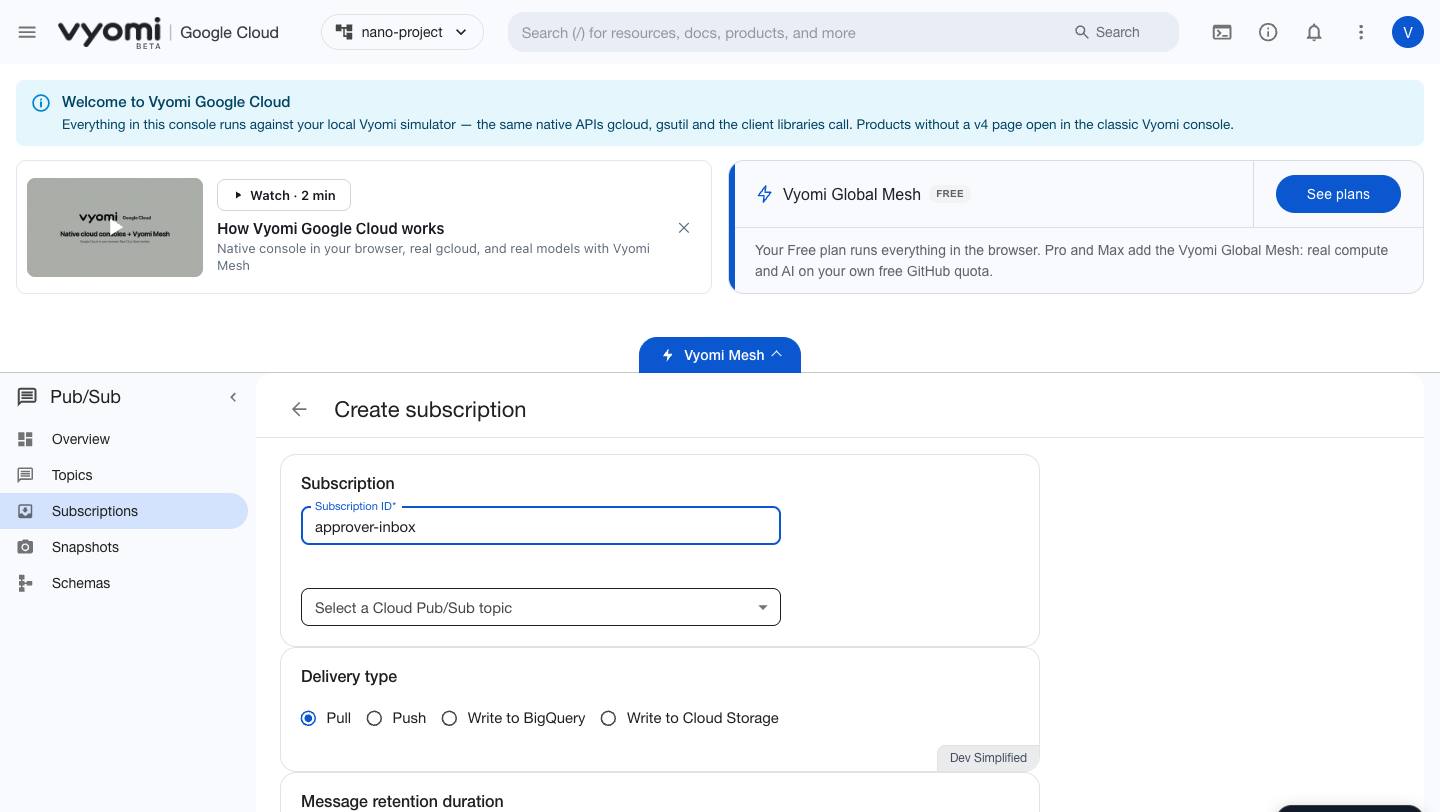 vyomi
BETA
Google Cloud
nano-project
Search (/) for resources, docs, products, and more
Search
V
Welcome to Vyomi Google Cloud
Everything in this console runs against your local Vyomi simulator — the same native APIs gcloud, gsutil and the client libraries call. Products without a v4 page open in the classic Vyomi console.
vyomi Google Cloud
Native cloud consoles + Vyomi Mesh
Watch · 2 min
How Vyomi Google Cloud works
Native console in your browser, real gcloud, and real models with Vyomi
Mesh
Vyomi Global Mesh
FREE
See plans
Your Free plan runs everything in the browser. Pro and Max add the Vyomi Global Mesh: real compute
and AI on your own free GitHub quota.
Vyomi Mesh
Pub/Sub
Overview
Topics
Subscriptions
Snapshots
Schemas
Create subscription
Subscription
Subscription ID*
approver-inbox
Select a Cloud Pub/Sub topic
Delivery type
Pull
Push
Write to BigQuery
Write to Cloud Storage
Dev Simplified
Message retention duration